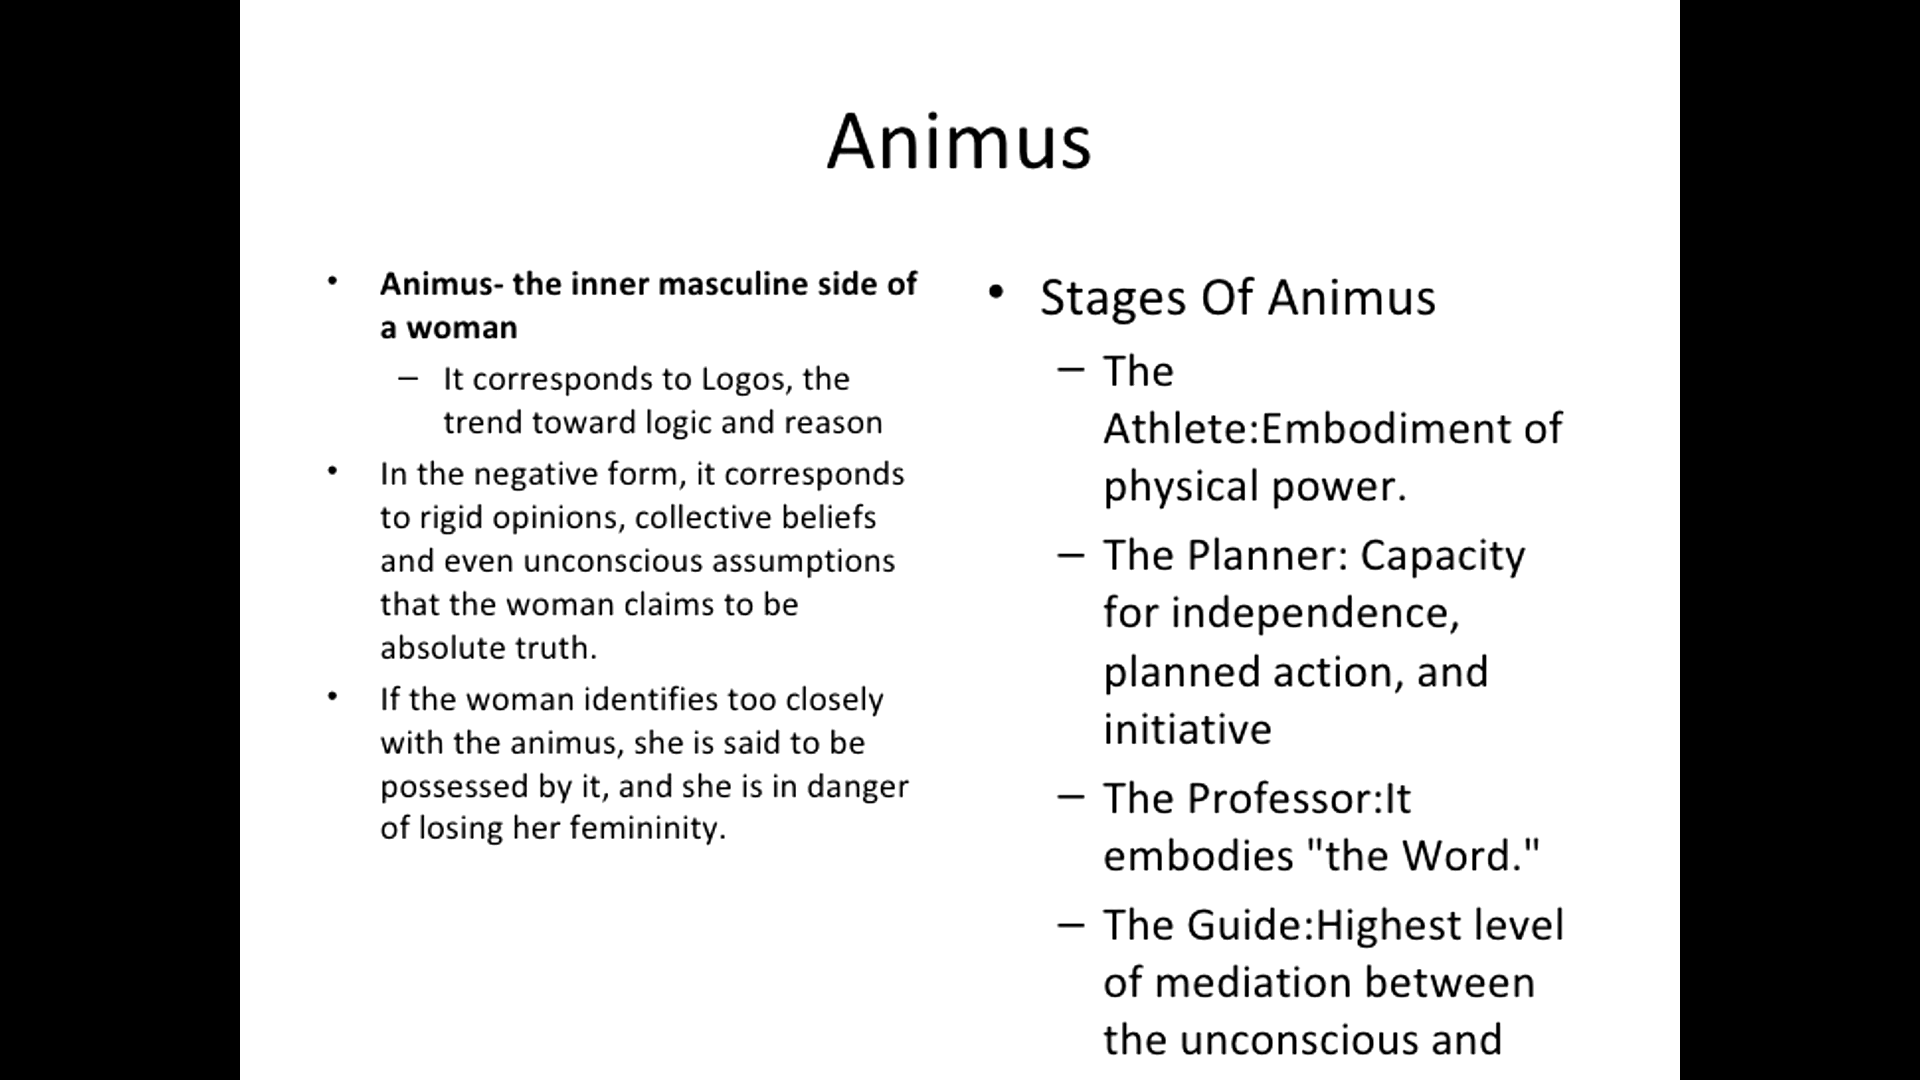 Animus
• Animus- the inner masculine side of
a woman
– It corresponds to Logos, the
trend toward logic and reason
• In the negative form, it corresponds
to rigid opinions, collective beliefs
and even unconscious assumptions
that the woman claims to be
absolute truth.
• If the woman identifies too closely
with the animus, she is said to be
possessed by it, and she is in danger
of losing her femininity.
• Stages Of Animus
– The
Athlete:Embodiment of
physical power.
– The Planner: Capacity
for independence,
planned action, and
initiative
– The Professor:It
embodies "the Word."
– The Guide:Highest level
of mediation between
the unconscious and